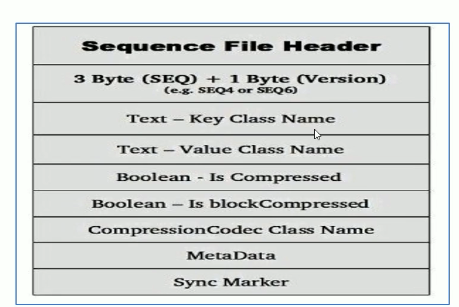 Sequence File Header
3 Byte (SEQ) + 1 Byte (Version)
(e.g. SEQ4 or SEQ6)
Text – Key Class Name
Text – Value Class Name
Boolean - Is Compressed
Boolean – Is blockCompressed
CompressionCodec Class Name
MetaData
Sync Marker